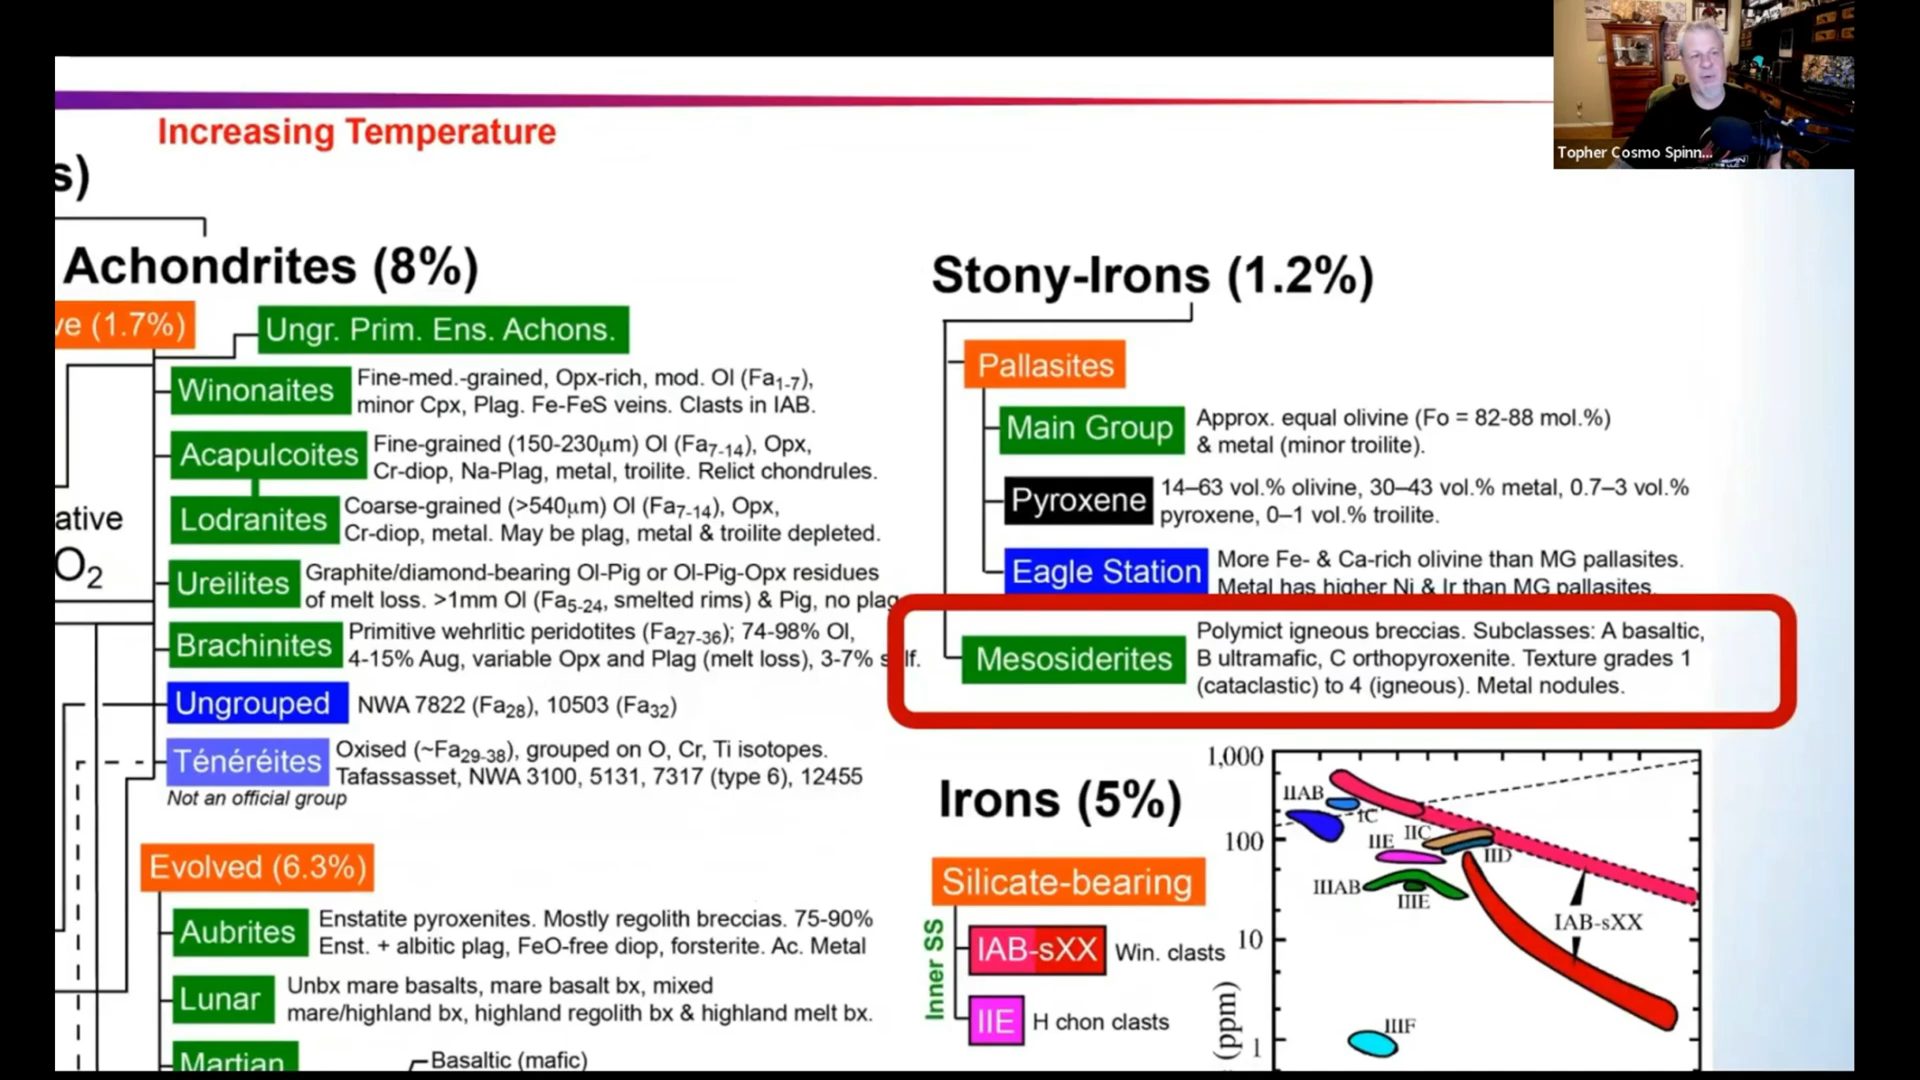 Topher Cosmo Spinn...
Increasing Temperature
s)
Achondrites (8%)
ve (1.7%)
Ungr. Prim. Ens. Achons.
Winonaites
Fine-med.-grained, Opx-rich, mod. Ol (Fa1-7),
minor Cpx, Plag. Fe-FeS veins. Clasts in IAB.
Acapulcoites
Fine-grained (150-230μm) Ol (Fa7-14), Opx,
Cr-diop, Na-Plag, metal, troilite. Relict chondrules.
Lodranites
Coarse-grained (>540μm) Ol (Fa7-14), Opx,
Cr-diop, metal. May be plag, metal & troilite depleted.
ative
O2
Ureilites
Graphite/diamond-bearing Ol-Pig or Ol-Pig-Opx residues
of melt loss. >1mm Ol (Fa5-24, smelted rims) & Pig, no plag
Brachinites
Primitive wehrlitic peridotites (Fa27-36); 74-98% Ol,
4-15% Aug, variable Opx and Plag (melt loss), 3-7% s lf.
Ungrouped
NWA 7822 (Fa28), 10503 (Fa32)
Ténéréites
Oxised (~Fa29-38), grouped on O, Cr, Ti isotopes.
Tafassasset, NWA 3100, 5131, 7317 (type 6), 12455
Not an official group
Evolved (6.3%)
Aubrites
Enstatite pyroxenites. Mostly regolith breccias. 75-90%
Enst. + albitic plag, FeO-free diop, forsterite. Ac. Metal
Lunar
Unbx mare basalts, mare basalt bx, mixed
mare/highland bx, highland regolith bx & highland melt bx.
Martian
Basaltic (mafic)
Stony-Irons (1.2%)
Pallasites
Main Group
Approx. equal olivine (Fo = 82-88 mol.%)
& metal (minor troilite).
Pyroxene
14–63 vol.% olivine, 30–43 vol.% metal, 0.7–3 vol.%
pyroxene, 0–1 vol.% troilite.
Eagle Station
More Fe- & Ca-rich olivine than MG pallasites.
Metal has higher Ni & Ir than MG pallasites.
Mesosiderites
Polymict igneous breccias. Subclasses: A basaltic,
B ultramafic, C orthopyroxenite. Texture grades 1
(cataclastic) to 4 (igneous). Metal nodules.
Irons (5%)
Silicate-bearing
Inner SS
IAB-sXX
Win. clasts
IIE
H chon clasts
1,000
100
10
1
(ppm)
IIAB
IC
IIE
IIC
IID
IIIAB
IIIE
IAB-sXX
IIIF